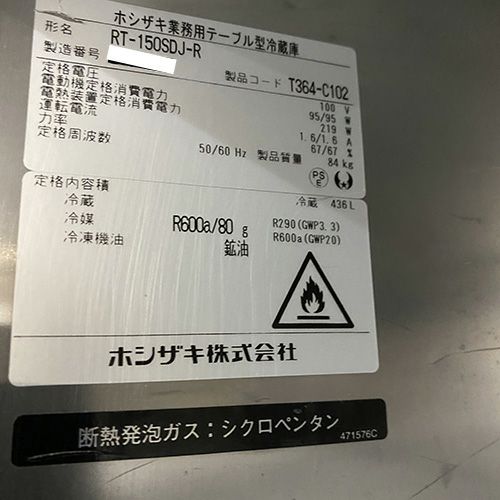 ホシザキ業務用テーブル型冷蔵庫
形名 RT-150SDJ-R
製造番号
製品コード T364-C102
定格電圧 100 V
電動機定格消費電力 95/95 W
電熱装置定格消費電力 219 W
運転電流 1.6/1.6 A
力率 67/67 %
定格周波数 50/60 Hz 製品質量 84 kg
PS E
定格内容積
冷蔵 冷蔵 436 L
冷媒 R600a/80 g R290(GWP3.3)
冷凍機油 鉱油 R600a(GWP20)
ホシザキ株式会社
断熱発泡ガス：シクロペンタン
471576C